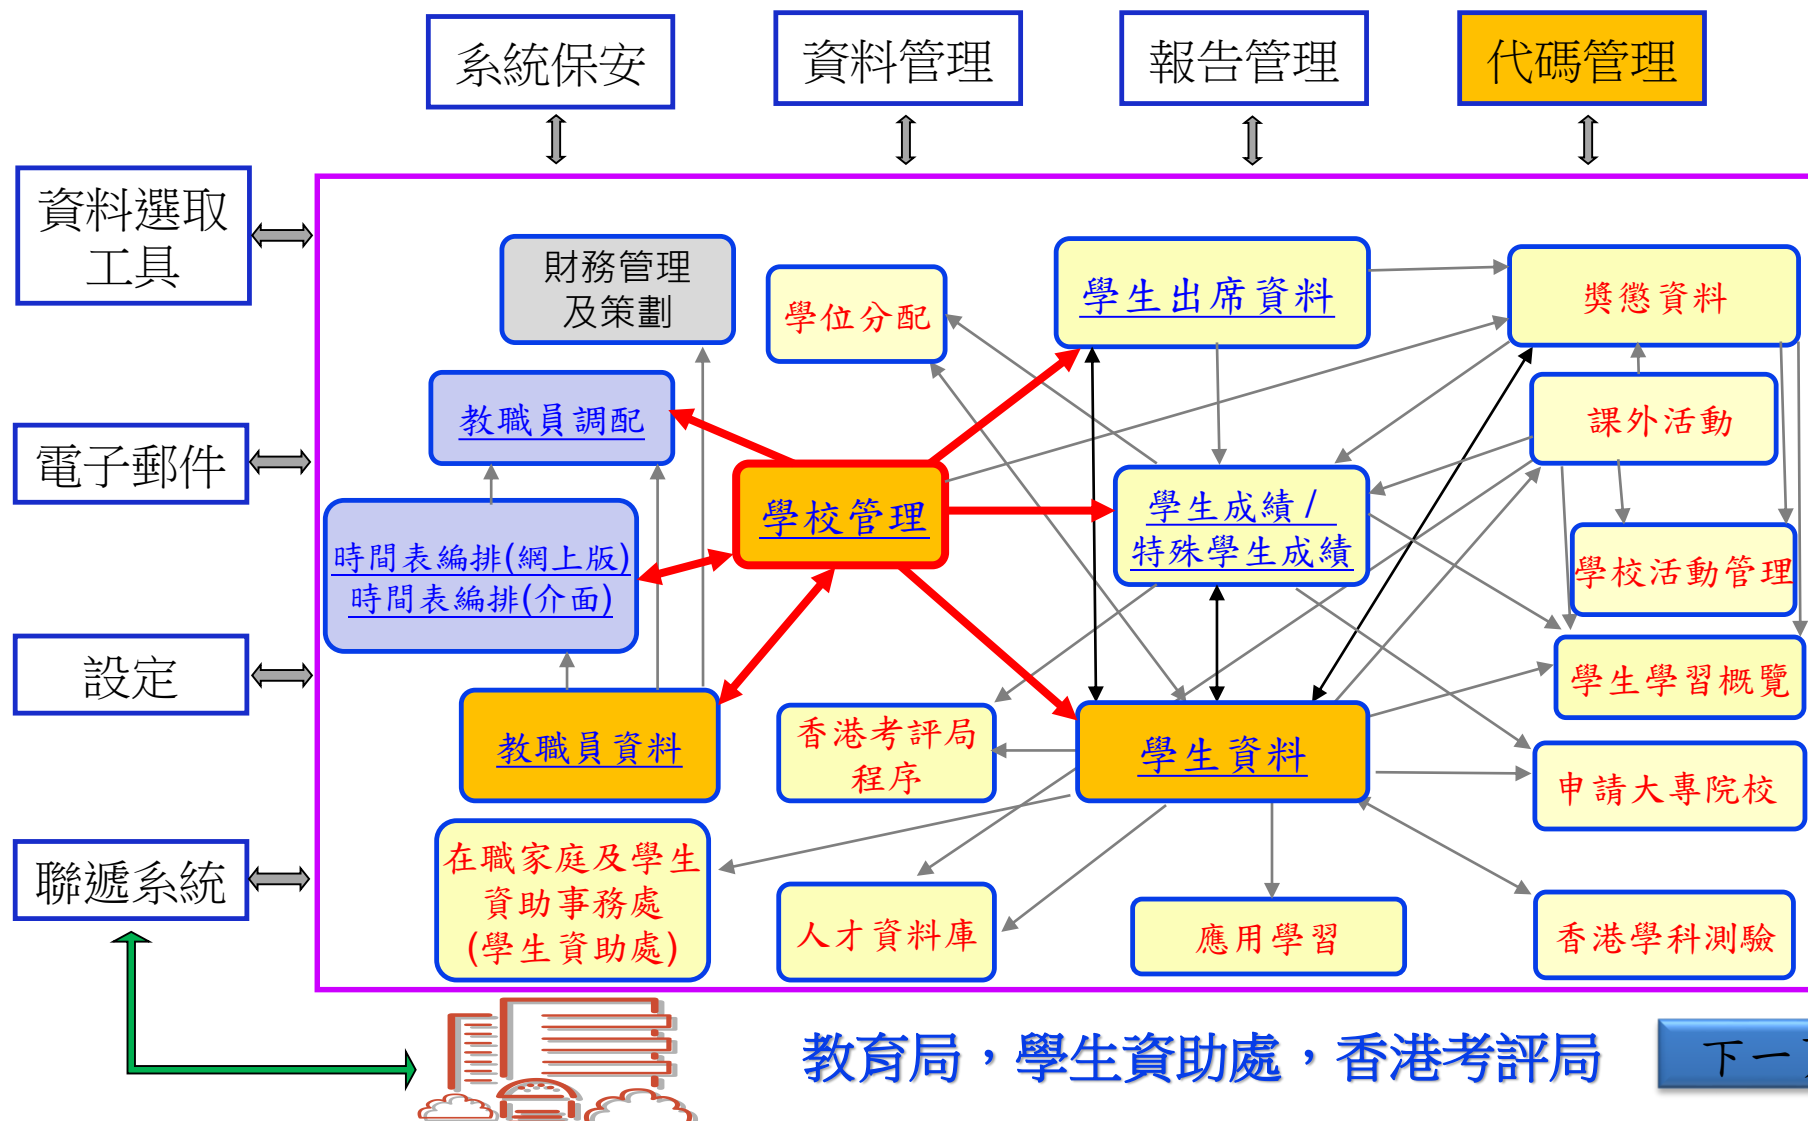 系統保安
資料管理
報告管理
代碼管理
資料選取
工具
電子郵件
設定
聯遞系統
財務管理
及策劃
學位分配
學生出席資料
獎懲資料
教職員調配
課外活動
學校管理
學生成績 /
特殊學生成績
時間表編排(網上版)
時間表編排(介面)
學校活動管理
學生學習概覽
教職員資料
香港考評局
程序
學生資料
申請大專院校
在職家庭及學生
資助事務處
(學生資助處)
人才資料庫
應用學習
香港學科測驗
教育局，學生資助處，香港考評局
下一